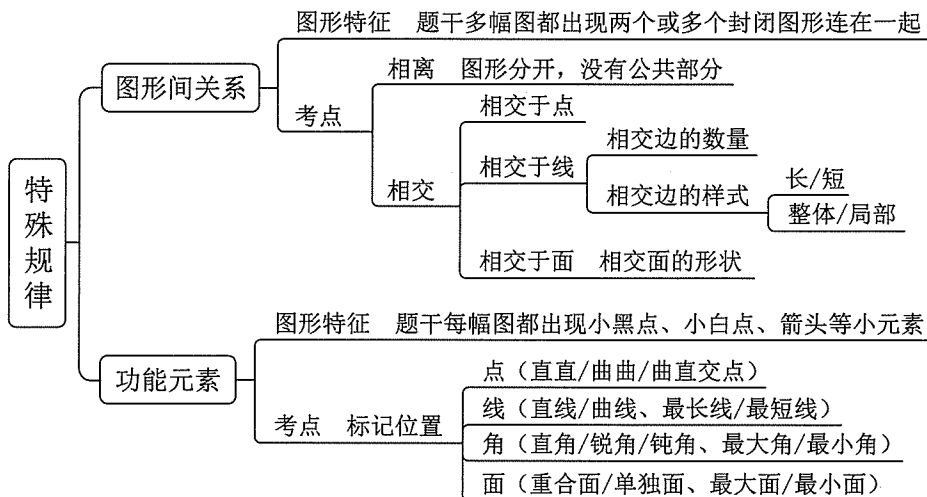 特殊规律
图形间关系
图形特征 题干多幅图都出现两个或多个封闭图形连在一起
考点
相离 图形分开，没有公共部分
相交
相交于点
相交于线
相交边的数量
相交边的样式
长/短
整体/局部
相交于面 相交面的形状
功能元素
图形特征 题干每幅图都出现小黑点、小白点、箭头等小元素
考点 标记位置
点（直直/曲曲/曲直交点）
线（直线/曲线、最长线/最短线）
角（直角/锐角/钝角、最大角/最小角）
面（重合面/单独面、最大面/最小面）